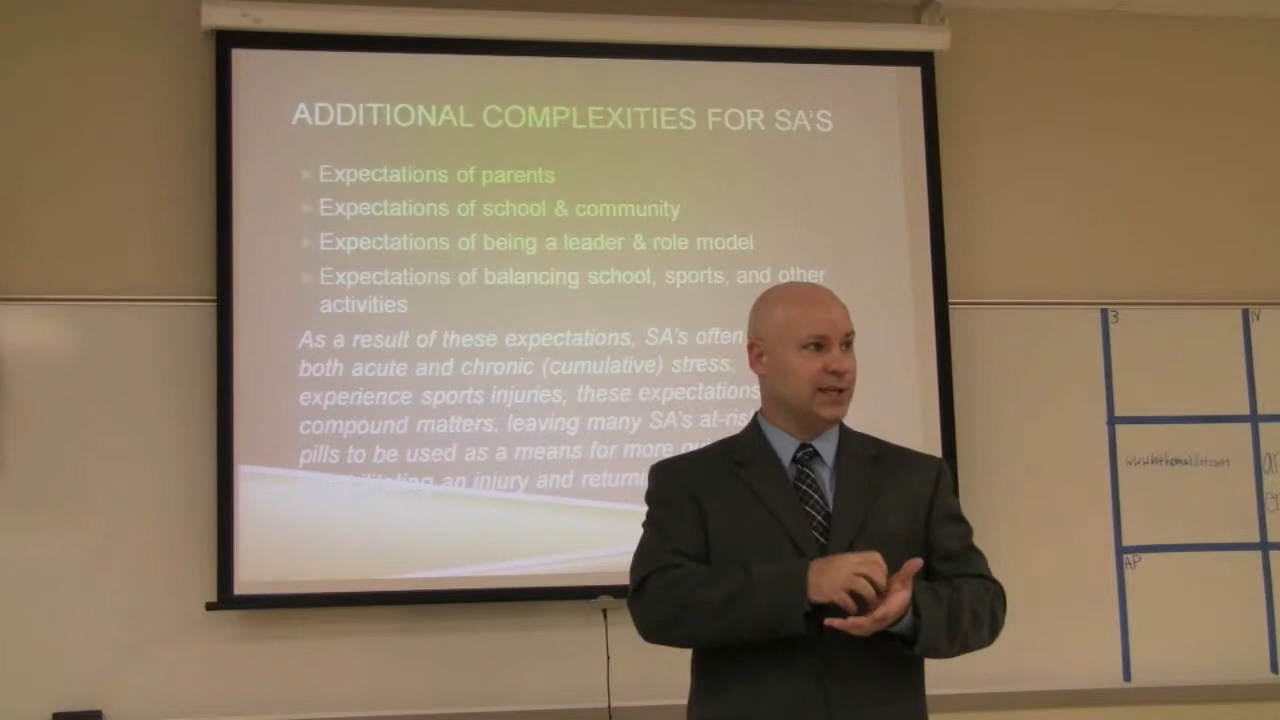 ADDITIONAL COMPLEXITIES FOR SA'S
Expectations of parents
Expectations of school & community
Expectations of being a leader & role model
Expectations of balancing school, sports, and other
activities
As a result of these expectations, SA's often
both acute and chronic (cumulative) stress.
experience sports injuries, these expectations
compound matters, leaving many SA's
pills to be used as a means for more
an injury and
3
IV
AP